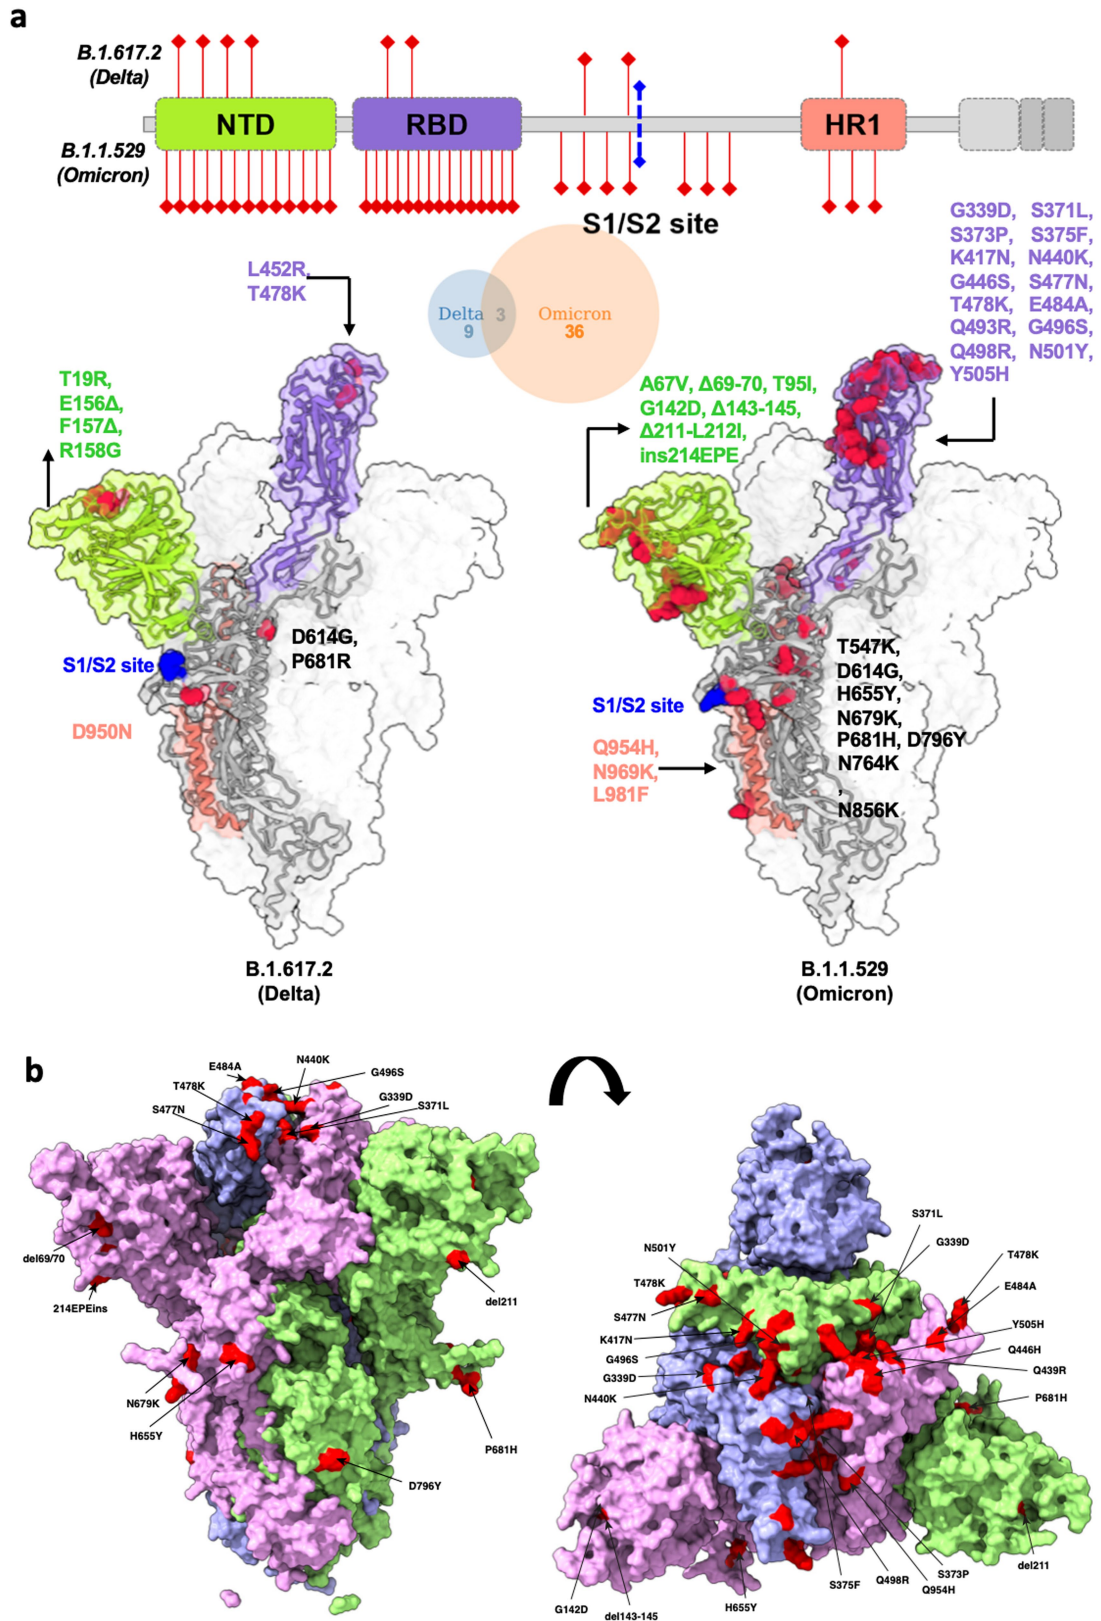 a
B.1.617.2
(Delta)
NTD
RBD
HR1
B.1.1.529
(Omicron)
S1/S2 site
L452R,
T478K
Delta
9
3
Omicron
36
G339D, S371L,
S373P, S375F,
K417N, N440K,
G446S, S477N,
T478K, E484A,
Q493R, G496S,
Q498R, N501Y,
Y505H
T19R,
E156Δ,
F157Δ,
R158G
A67V, Δ69-70, T95I,
G142D, Δ143-145,
Δ211-L212I,
ins214EPE
D614G,
P681R
S1/S2 site
D950N
T547K,
D614G,
H655Y,
N679K,
P681H, D796Y
N764K
,
N856K
S1/S2 site
Q954H,
N969K,
L981F
B.1.617.2
(Delta)
B.1.1.529
(Omicron)
b
E484A
N440K
G496S
T478K
G339D
S477N
S371L
del69/70
214EPEins
del211
N679K
H655Y
P681H
D796Y
S371L
N501Y
G339D
T478K
T478K
E484A
S477N
K417N
Y505H
G496S
Q446H
G339D
Q439R
N440K
P681H
del211
S373P
Q498R
S375F
Q954H
G142D
del143-145
H655Y